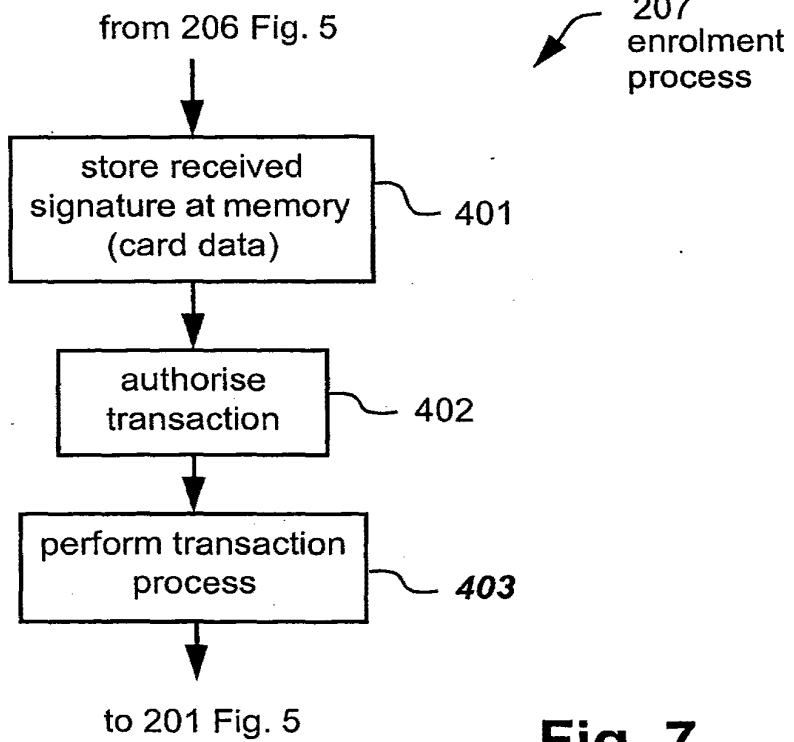 from 206 Fig. 5
207
enrolment
process
store received
signature at memory
(card data)
401
authorise
transaction
402
perform transaction
process
403
to 201 Fig. 5
Fig. 7